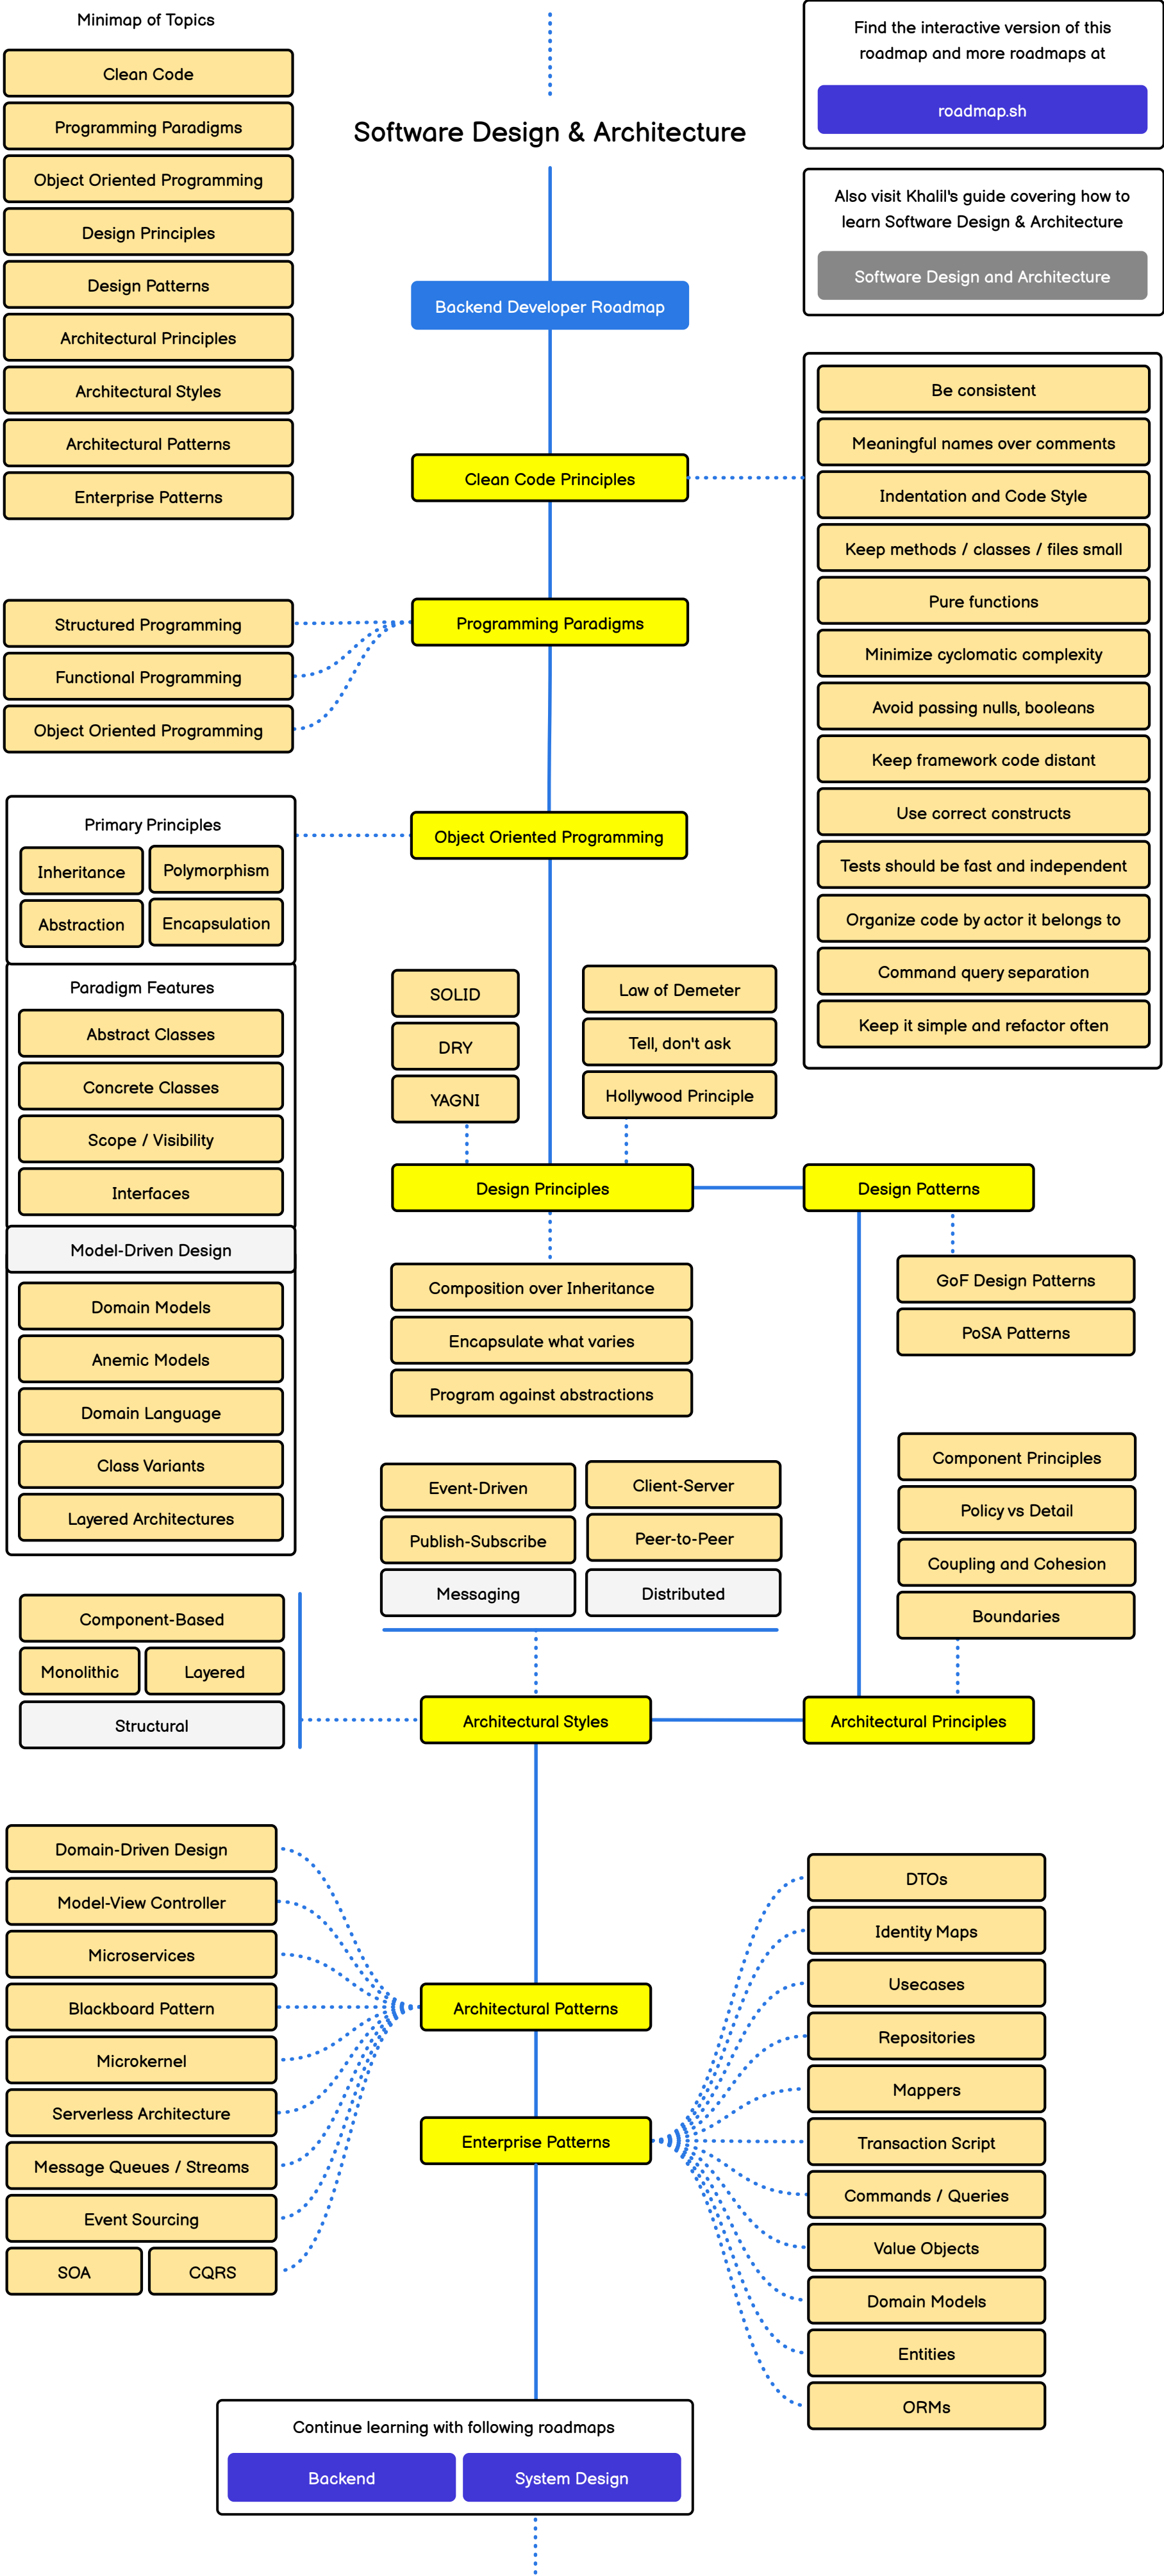 Minimap of Topics
Clean Code
Programming Paradigms
Object Oriented Programming
Design Principles
Design Patterns
Architectural Principles
Architectural Styles
Architectural Patterns
Enterprise Patterns
Software Design & Architecture
Find the interactive version of this
roadmap and more roadmaps at
roadmap.sh
Also visit Khalil's guide covering how to
learn Software Design & Architecture
Software Design and Architecture
Backend Developer Roadmap
Clean Code Principles
Be consistent
Meaningful names over comments
Indentation and Code Style
Keep methods / classes / files small
Pure functions
Minimize cyclomatic complexity
Avoid passing nulls, booleans
Keep framework code distant
Use correct constructs
Tests should be fast and independent
Organize code by actor it belongs to
Command query separation
Keep it simple and refactor often
Programming Paradigms
Structured Programming
Functional Programming
Object Oriented Programming
Object Oriented Programming
Primary Principles
Inheritance
Polymorphism
Abstraction
Encapsulation
Paradigm Features
Abstract Classes
Concrete Classes
Scope / Visibility
Interfaces
Model-Driven Design
Domain Models
Anemic Models
Domain Language
Class Variants
Layered Architectures
SOLID
DRY
YAGNI
Law of Demeter
Tell, don't ask
Hollywood Principle
Design Principles
Composition over Inheritance
Encapsulate what varies
Program against abstractions
Design Patterns
GoF Design Patterns
PoSA Patterns
Component Principles
Policy vs Detail
Coupling and Cohesion
Boundaries
Architectural Principles
Event-Driven
Publish-Subscribe
Messaging
Client-Server
Peer-to-Peer
Distributed
Architectural Styles
Component-Based
Monolithic
Layered
Structural
Architectural Patterns
Domain-Driven Design
Model-View Controller
Microservices
Blackboard Pattern
Microkernel
Serverless Architecture
Message Queues / Streams
Event Sourcing
SOA
CQRS
Enterprise Patterns
DTOs
Identity Maps
Usecases
Repositories
Mappers
Transaction Script
Commands / Queries
Value Objects
Domain Models
Entities
ORMs
Continue learning with following roadmaps
Backend
System Design